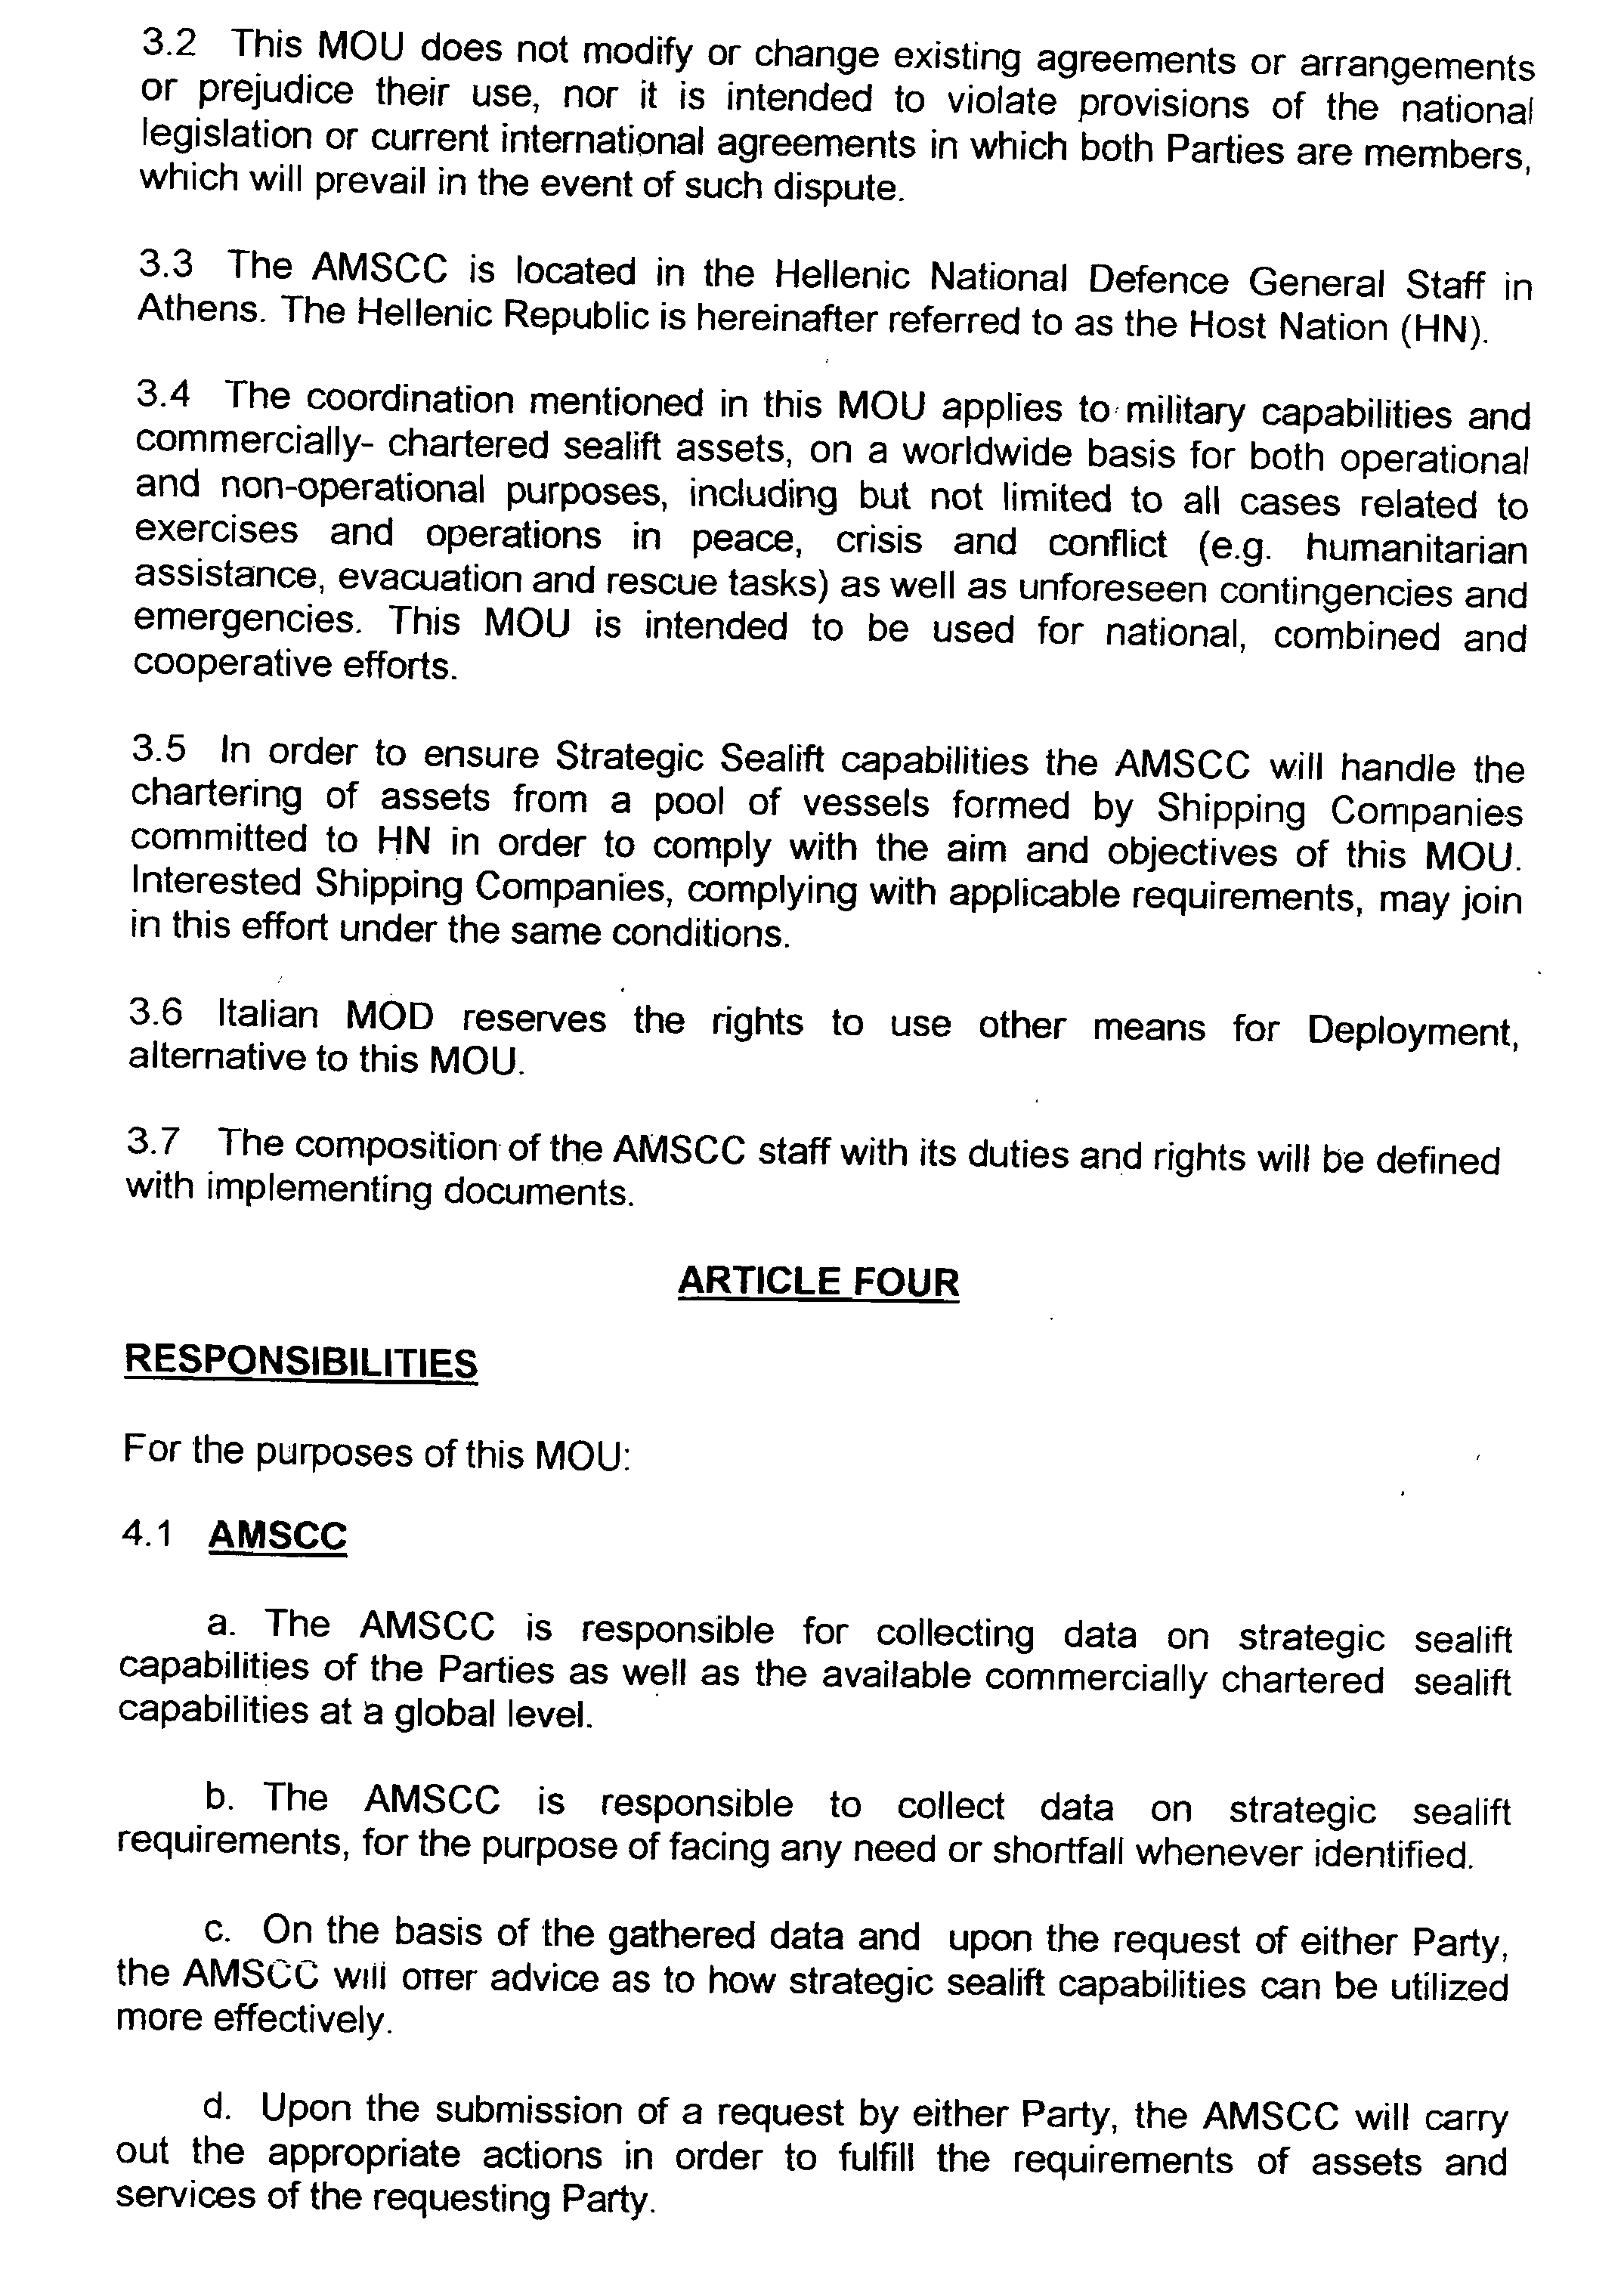 3.2 This MOU does not modify or change existing agreements or arrangements
or prejudice their use, nor it is intended to violate provisions of the national
legislation or current international agreements in which both Parties are members,
which will prevail in the event of such dispute.
3.3 The AMSCC is located in the Hellenic National Defence General Staff in
Athens. The Hellenic Republic is hereinafter referred to as the Host Nation (HN).
3.4 The coordination mentioned in this MOU applies to military capabilities and
commercially- chartered sealift assets, on a worldwide basis for both operational
and non-operational purposes, including but not limited to all cases related to
exercises and operations in peace, crisis and conflict (e.g. humanitarian
assistance, evacuation and rescue tasks) as well as unforeseen contingencies and
emergencies. This MOU is intended to be used for national, combined and
cooperative efforts.
3.5 In order to ensure Strategic Sealift capabilities the AMSCC will handle the
chartering of assets from a pool of vessels formed by Shipping Companies
committed to HN in order to comply with the aim and objectives of this MOU.
Interested Shipping Companies, complying with applicable requirements, may join
in this effort under the same conditions.
3.6 Italian MOD reserves the rights to use other means for Deployment,
alternative to this MOU.
3.7 The composition of the AMSCC staff with its duties and rights will be defined
with implementing documents.
ARTICLE FOUR
RESPONSIBILITIES
For the purposes of this MOU:
4.1 AMSCC
a. The AMSCC is responsible for collecting data on strategic sealift
capabilities of the Parties as well as the available commercially chartered sealift
capabilities at a global level.
b. The AMSCC is responsible to collect data on strategic sealift
requirements, for the purpose of facing any need or shortfall whenever identified.
c. On the basis of the gathered data and upon the request of either Party,
the AMSCC will offer advice as to how strategic sealift capabilities can be utilized
more effectively.
d. Upon the submission of a request by either Party, the AMSCC will carry
out the appropriate actions in order to fulfill the requirements of assets and
services of the requesting Party.